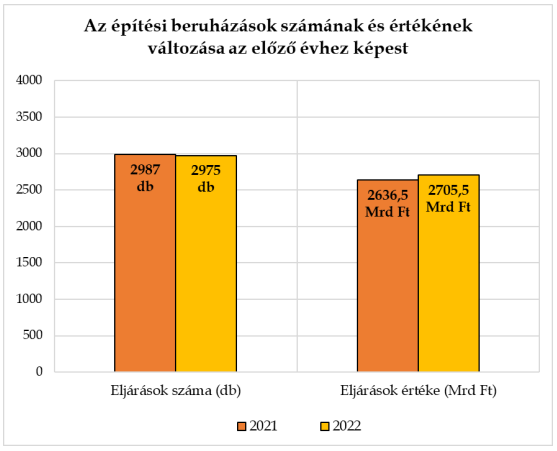 Az építési beruházások számának és értékének
változása az előző évhez képest
4000
3500
3000
2500
2000
1500
1000
500
0
2987
db
2975
db
2636,5
Mrd Ft
2705,5
Mrd Ft
Eljárások száma (db)
Eljárások értéke (Mrd Ft)
2021
2022